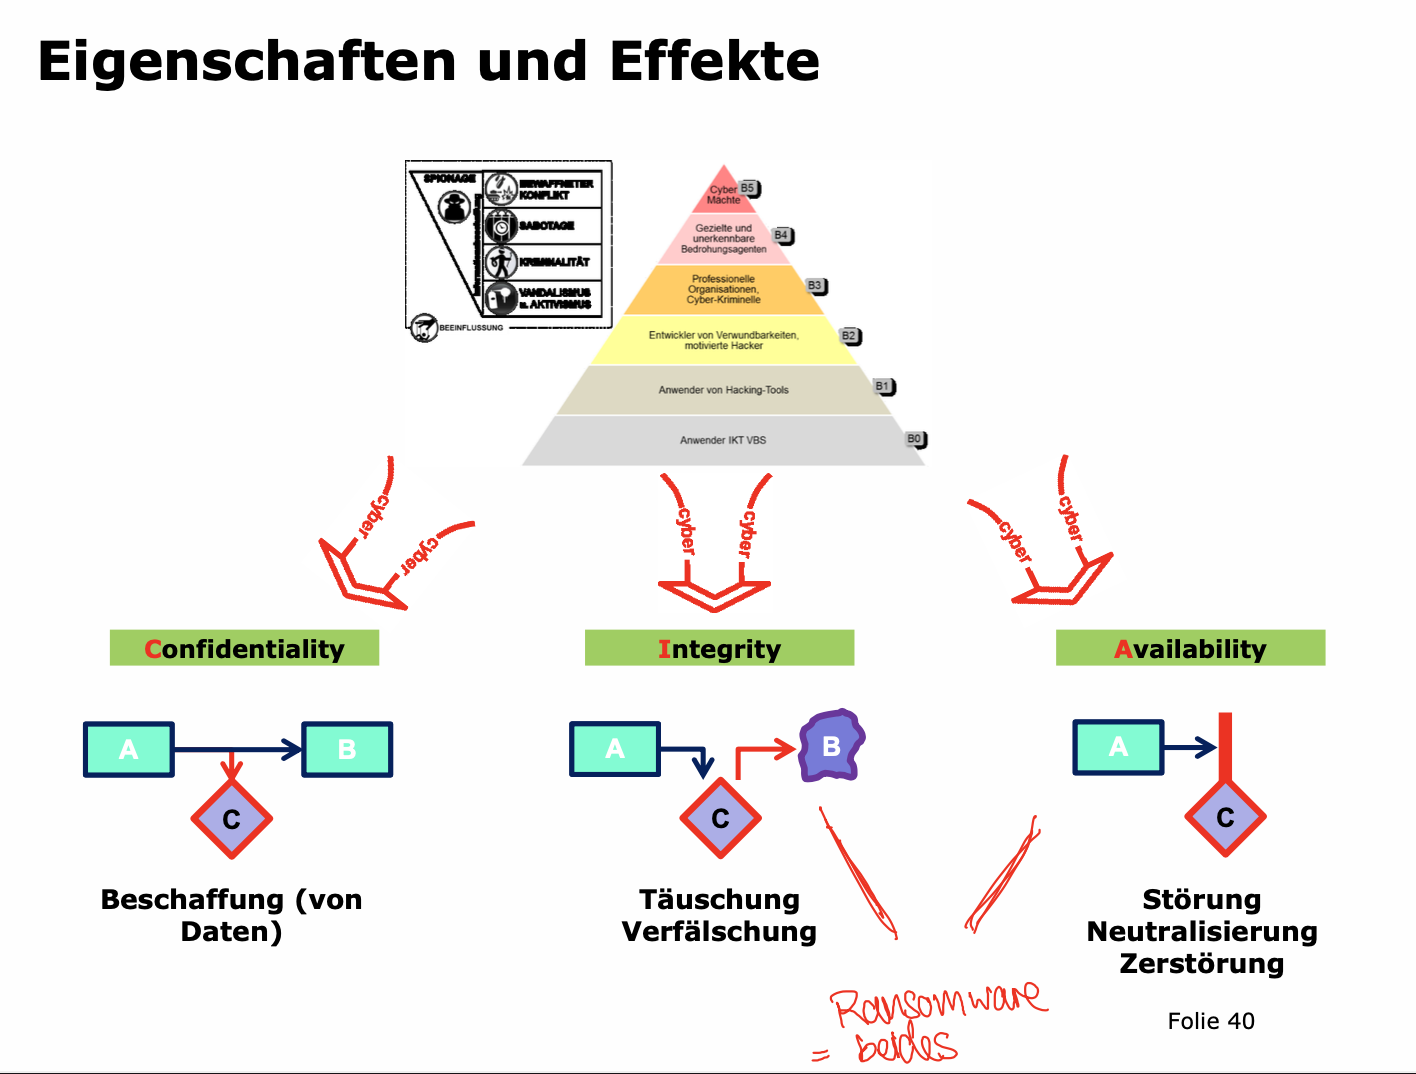 Eigenschaften und Effekte
SPIONAGE
BEWAFFNETER
KONFLIKT
SABOTAGE
KRIMINALITÄT
VANDALISMUS
u. AKTIVISMUS
BEEINFLUSSUNG
Cyber
Mächte
B5
Gezielte und
unerkennbare
Bedrohungsagenten
B4
Professionelle
Organisationen,
Cyber-Kriminelle
B3
Entwickler von Verwundbarkeiten,
motivierte Hacker
B2
Anwender von Hacking-Tools
B1
Anwender IKT VBS
B0
cyber
cyber
cyber
cyber
cyber
cyber
Confidentiality
Integrity
Availability
A
B
C
A
B
C
A
C
Beschaffung (von
Daten)
Täuschung
Verfälschung
Störung
Neutralisierung
Zerstörung
Ransomware
= beides
Folie 40